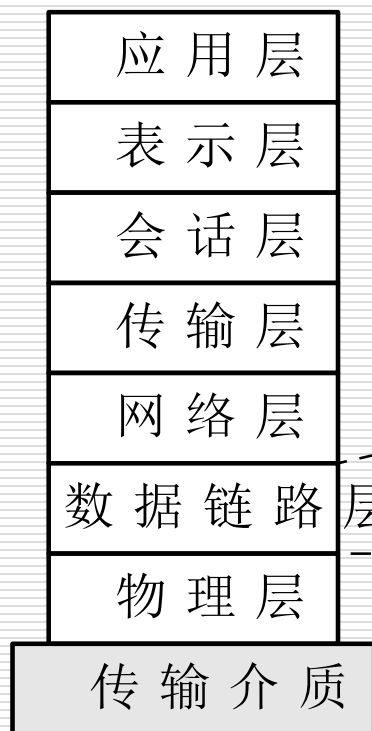 应用层
表示层
会话层
传输层
网络层
数据链路层
物理层
传输介质